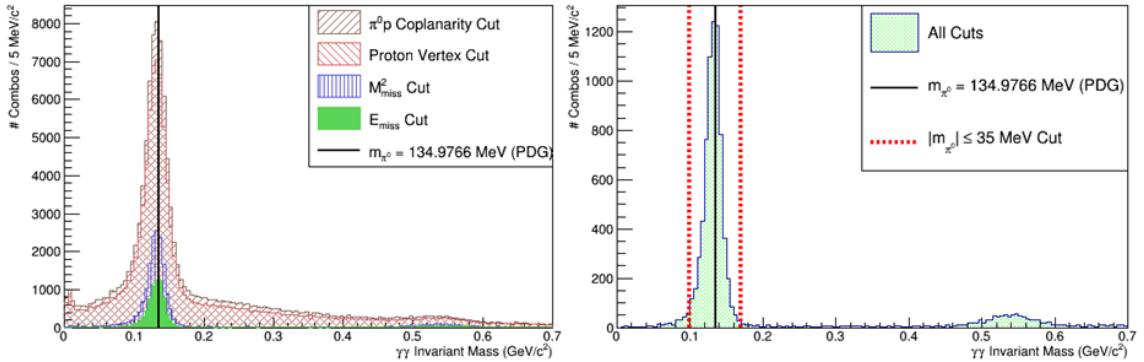 # Combos / 5 MeV/c²
8000
7000
6000
5000
4000
3000
2000
1000
0
0 0.1 0.2 0.3 0.4 0.5 0.6 0.7
γγ Invariant Mass (GeV/c²)
π⁰p Coplanarity Cut
Proton Vertex Cut
M²miss Cut
Emiss Cut
mπ⁰ = 134.9766 MeV (PDG)
# Combos / 5 MeV/c²
1200
1000
800
600
400
200
0
0 0.1 0.2 0.3 0.4 0.5 0.6 0.7
γγ Invariant Mass (GeV/c²)
All Cuts
mπ⁰ = 134.9766 MeV (PDG)
|mπ⁰| ≤ 35 MeV Cut